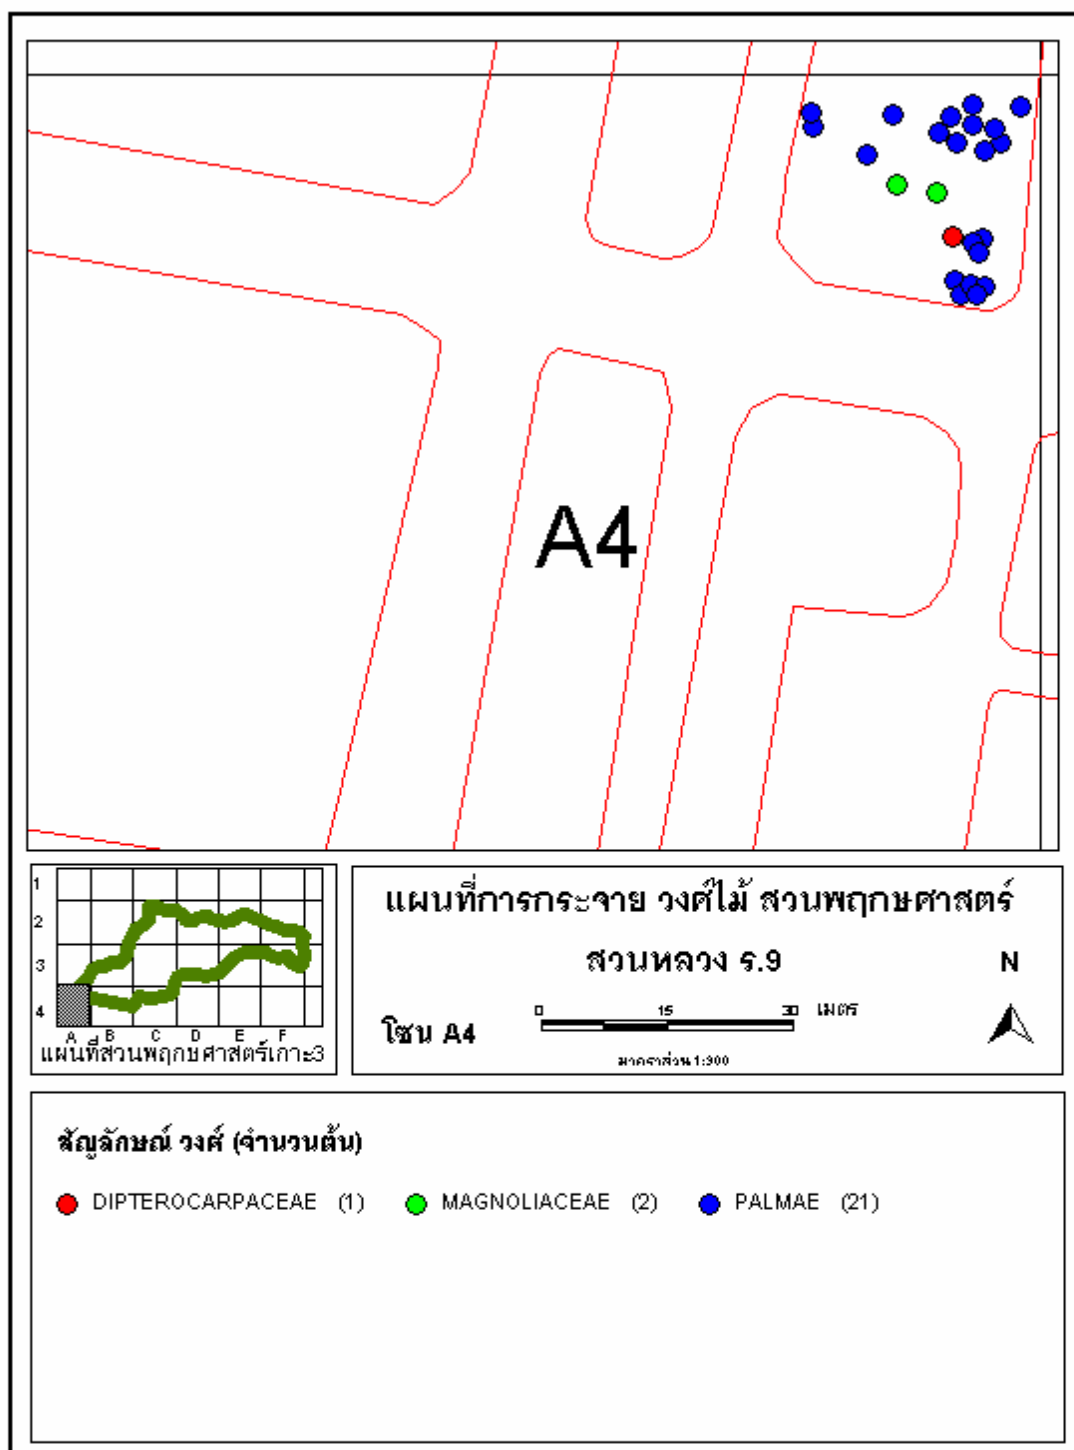 A4
1
2
3
4
A B C D E F
แผนที่สวนพฤกษศาสตร์เกาะ3
แผนที่การกระจาย วงศ์ไม้ สวนพฤกษศาสตร์
สวนหลวง ร.9
N
0 15 30 เมตร
โซน A4
มาตราส่วน 1:300
สัญลักษณ์ วงศ์ (จำนวนต้น)
DIPTEROCARPACEAE (1) MAGNOLIACEAE (2) PALMAE (21)